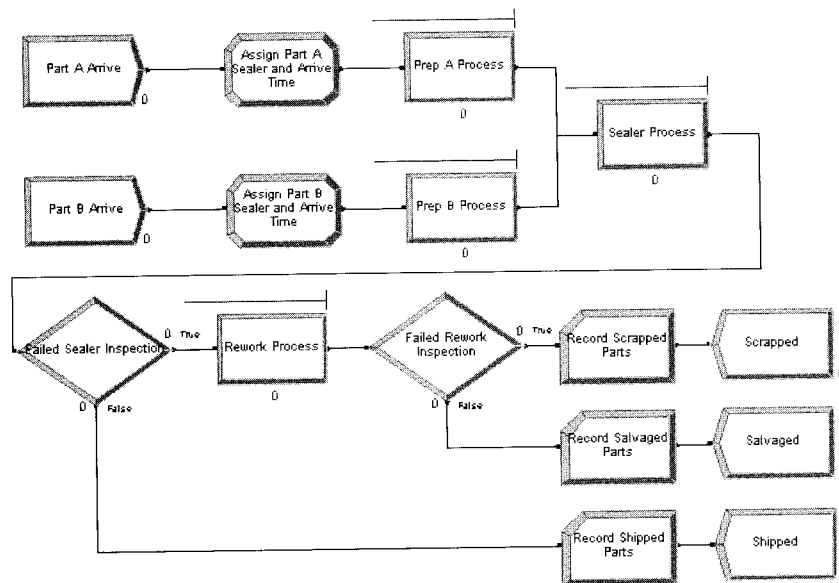 Part A Arrive
0
Assign Part A
Sealer and Arrive
Time
Prep A Process
0
Sealer Process
0
Part B Arrive
0
Assign Part B
Sealer and Arrive
Time
Prep B Process
0
Failed Sealer Inspection
0 True
0 False
Rework Process
0
Failed Rework
Inspection
0 True
0 False
Record Scrapped
Parts
Scrapped
Record Salvaged
Parts
Salvaged
Record Shipped
Parts
Shipped